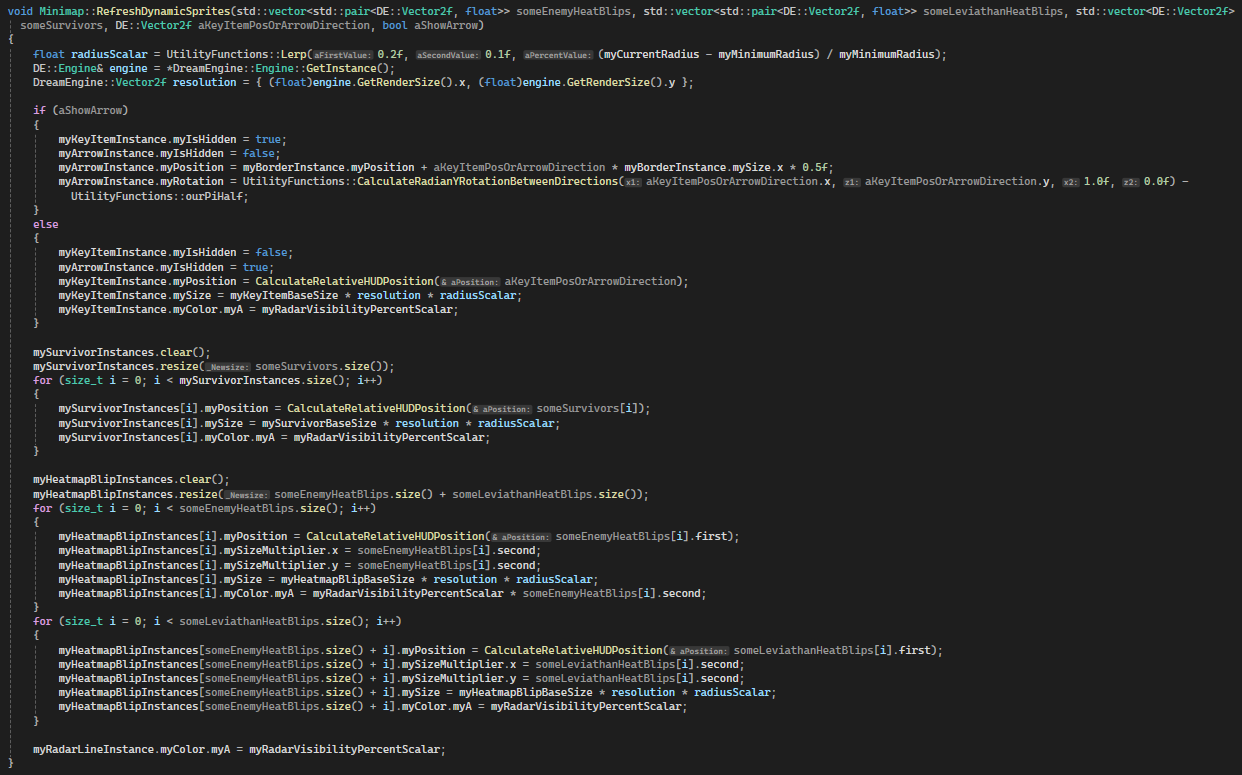 void Minimap::RefreshDynamicSprites(std::vector<std::pair<DE::Vector2f, float>> someEnemyHeatBlips, std::vector<std::pair<DE::Vector2f, float>> someLeviathanHeatBlips, std::vector<DE::Vector2f>
someSurvivors, DE::Vector2f aKeyItemPosOrArrowDirection, bool aShowArrow)
{
float radiusScalar = UtilityFunctions::Lerp(aFirstValue: 0.2f, aSecondValue: 0.1f, aPercentValue: (myCurrentRadius - myMinimumRadius) / myMinimumRadius);
DE::Engine& engine = *DreamEngine::Engine::GetInstance();
DreamEngine::Vector2f resolution = { (float)engine.GetRenderSize().x, (float)engine.GetRenderSize().y };
if (aShowArrow)
{
myKeyItemInstance.myIsHidden = true;
myArrowInstance.myIsHidden = false;
myArrowInstance.myPosition = myBorderInstance.myPosition + aKeyItemPosOrArrowDirection * myBorderInstance.mySize.x * 0.5f;
myArrowInstance.myRotation = UtilityFunctions::CalculateRadianYRotationBetweenDirections(x1: aKeyItemPosOrArrowDirection.x, z1: aKeyItemPosOrArrowDirection.y, x2: 1.0f, z2: 0.0f) -
UtilityFunctions::ourPiHalf;
}
else
{
myKeyItemInstance.myIsHidden = false;
myArrowInstance.myIsHidden = true;
myKeyItemInstance.myPosition = CalculateRelativeHUDPosition(& aPosition: aKeyItemPosOrArrowDirection);
myKeyItemInstance.mySize = myKeyItemBaseSize * resolution * radiusScalar;
myKeyItemInstance.myColor.myA = myRadarVisibilityPercentScalar;
}
mySurvivorInstances.clear();
mySurvivorInstances.resize(_Newsize: someSurvivors.size());
for (size_t i = 0; i < mySurvivorInstances.size(); i++)
{
mySurvivorInstances[i].myPosition = CalculateRelativeHUDPosition(& aPosition: someSurvivors[i]);
mySurvivorInstances[i].mySize = mySurvivorBaseSize * resolution * radiusScalar;
mySurvivorInstances[i].myColor.myA = myRadarVisibilityPercentScalar;
}
myHeatmapBlipInstances.clear();
myHeatmapBlipInstances.resize(_Newsize: someEnemyHeatBlips.size() + someLeviathanHeatBlips.size());
for (size_t i = 0; i < someEnemyHeatBlips.size(); i++)
{
myHeatmapBlipInstances[i].myPosition = CalculateRelativeHUDPosition(& aPosition: someEnemyHeatBlips[i].first);
myHeatmapBlipInstances[i].mySizeMultiplier.x = someEnemyHeatBlips[i].second;
myHeatmapBlipInstances[i].mySizeMultiplier.y = someEnemyHeatBlips[i].second;
myHeatmapBlipInstances[i].mySize = myHeatmapBlipBaseSize * resolution * radiusScalar;
myHeatmapBlipInstances[i].myColor.myA = myRadarVisibilityPercentScalar * someEnemyHeatBlips[i].second;
}
for (size_t i = 0; i < someLeviathanHeatBlips.size(); i++)
{
myHeatmapBlipInstances[someEnemyHeatBlips.size() + i].myPosition = CalculateRelativeHUDPosition(& aPosition: someLeviathanHeatBlips[i].first);
myHeatmapBlipInstances[someEnemyHeatBlips.size() + i].mySizeMultiplier.x = someLeviathanHeatBlips[i].second;
myHeatmapBlipInstances[someEnemyHeatBlips.size() + i].mySizeMultiplier.y = someLeviathanHeatBlips[i].second;
myHeatmapBlipInstances[someEnemyHeatBlips.size() + i].mySize = myHeatmapBlipBaseSize * resolution * radiusScalar;
myHeatmapBlipInstances[someEnemyHeatBlips.size() + i].myColor.myA = myRadarVisibilityPercentScalar;
}
myRadarLineInstance.myColor.myA = myRadarVisibilityPercentScalar;
}